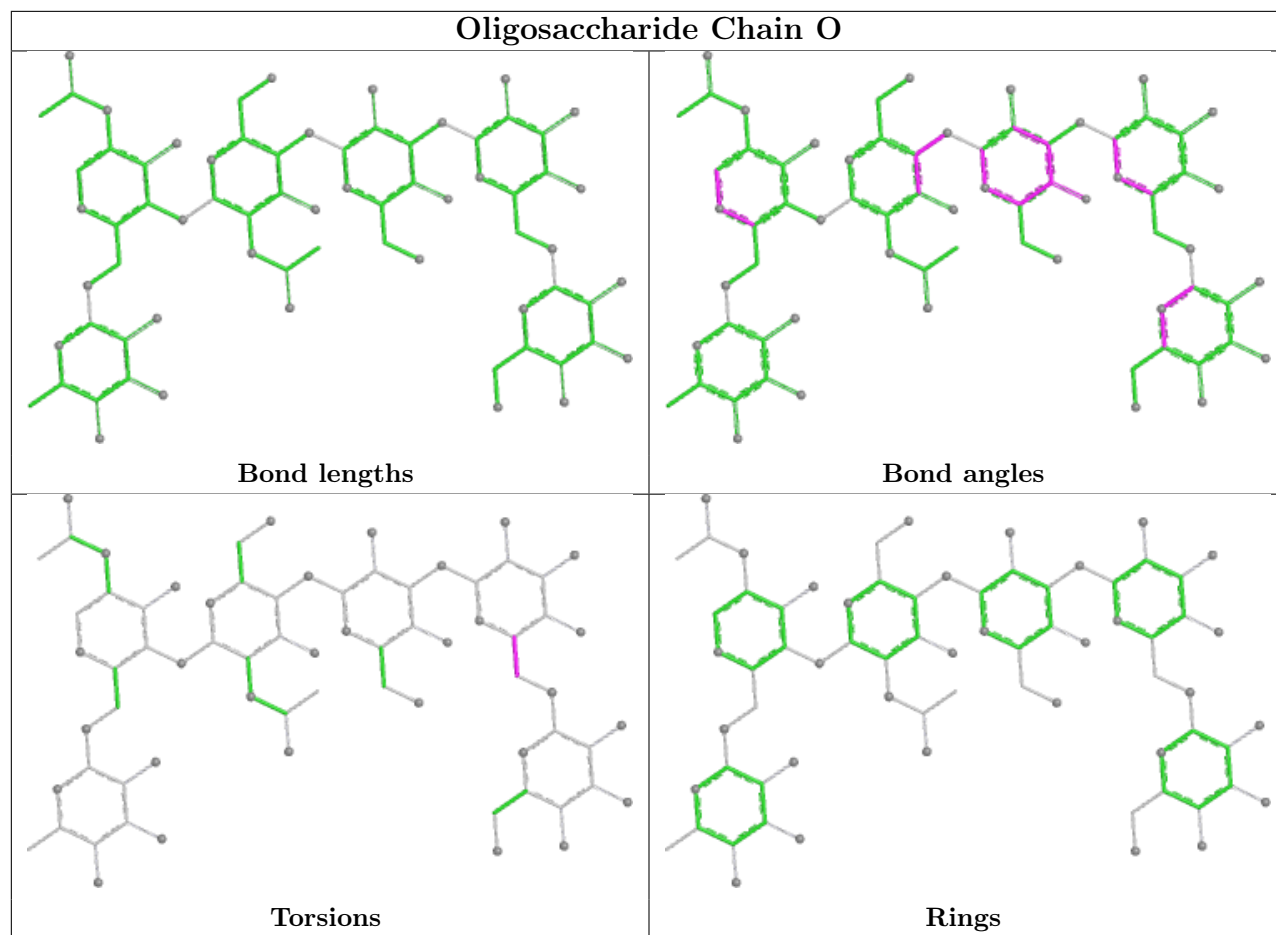 Oligosaccharide Chain O
Bond lengths
Bond angles
Torsions
Rings